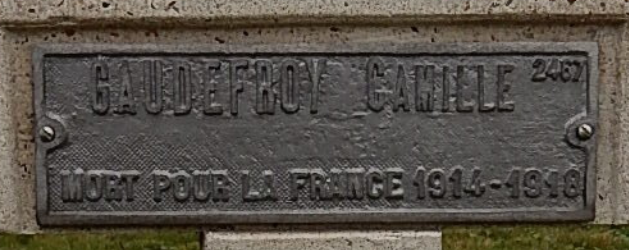 GAUDEFROY CAMILLE 2467
MORT POUR LA FRANCE 1914-1918